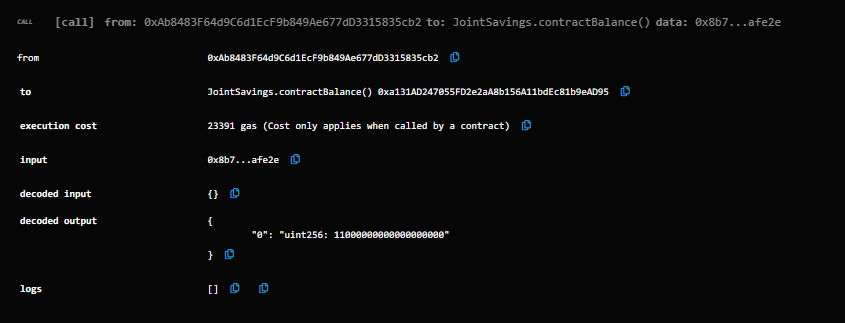 CALL [call] from: 0xAb8483F64d9C6d1EcF9b849Ae677dD3315835cb2 to: JointSavings.contractBalance() data: 0x8b7...afe2e
from 0xAb8483F64d9C6d1EcF9b849Ae677dD3315835cb2
to JointSavings.contractBalance() 0xa131AD247055FD2e2aA8b156A11bdEc81b9eAD95
execution cost 23391 gas (Cost only applies when called by a contract)
input 0x8b7...afe2e
decoded input {}
decoded output {
"0": "uint256: 11000000000000000000"
}
logs []